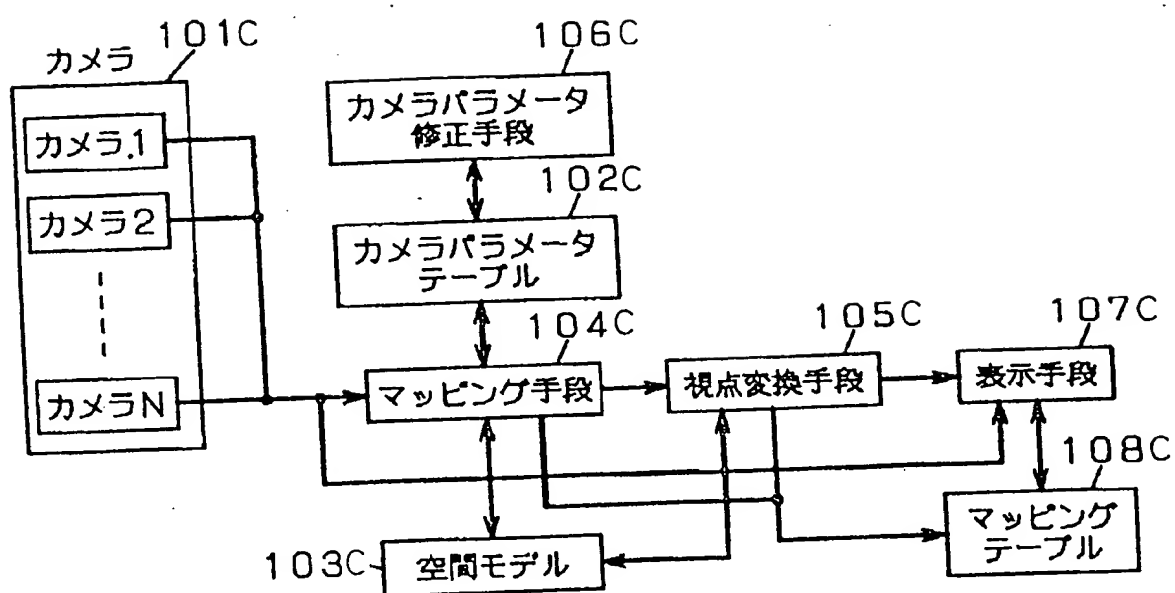 101C
カメラ
カメラ1
カメラ2
カメラN
106C
カメラパラメータ
修正手段
102C
カメラパラメータ
テーブル
104C
マッピング手段
105C
視点変換手段
107C
表示手段
108C
マッピング
テーブル
103C
空間モデル